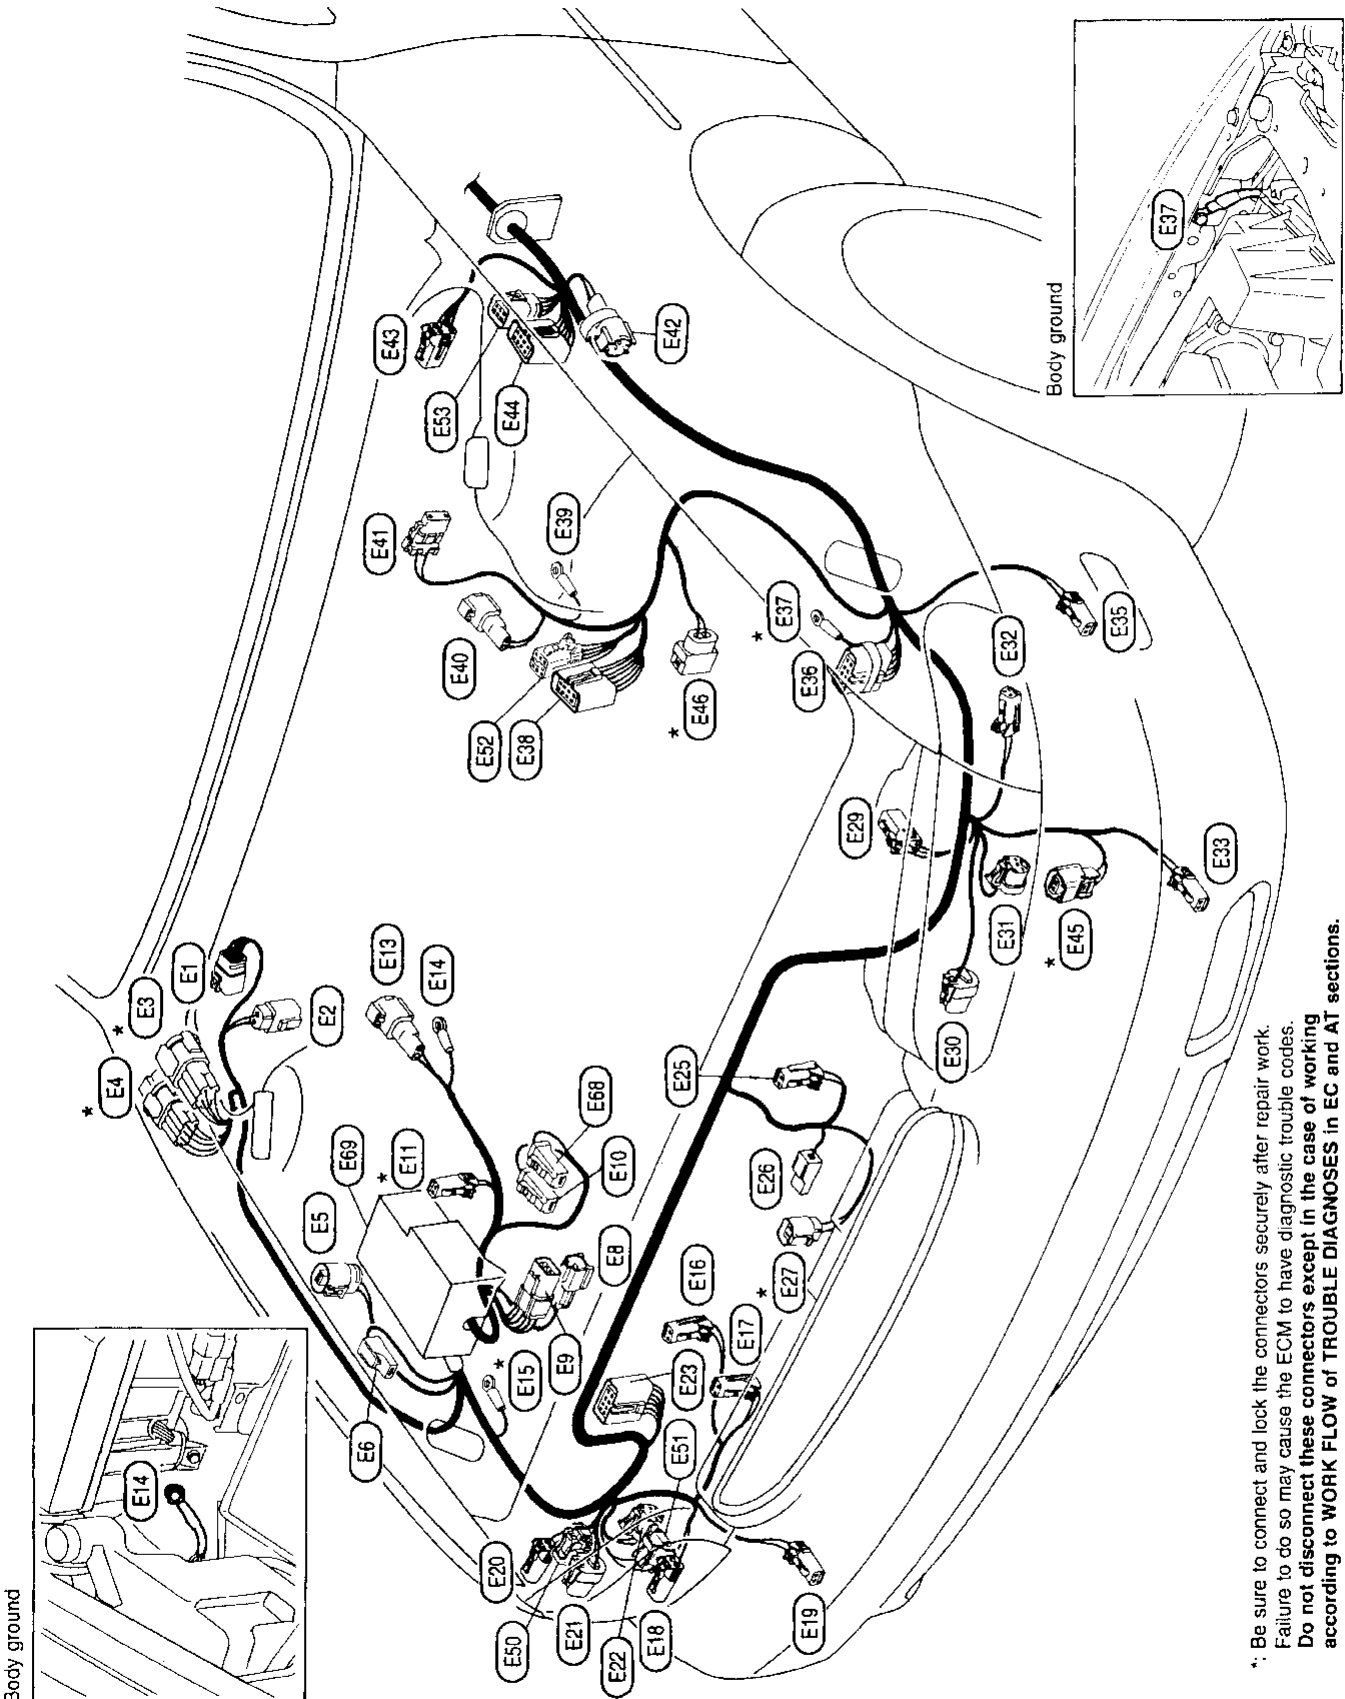 Body ground
E14
E4
*
E3
*
E1
E2
E13
E14
E5
E69
E11
*
E68
E10
E8
E9
E15
*
E6
E16
E17
E27
*
E26
E25
E23
E51
E20
E50
E21
E22
E18
E19
E43
E53
E44
E42
E41
E39
E40
E52
E38
E46
*
E37
*
E36
E35
E32
E29
E31
E45
*
E30
E33
Body ground
E37
*: Be sure to connect and lock the connectors securely after repair work.
Failure to do so may cause the ECM to have diagnostic trouble codes.
Do not disconnect these connectors except in the case of working
according to WORK FLOW of TROUBLE DIAGNOSES in EC and AT sections.